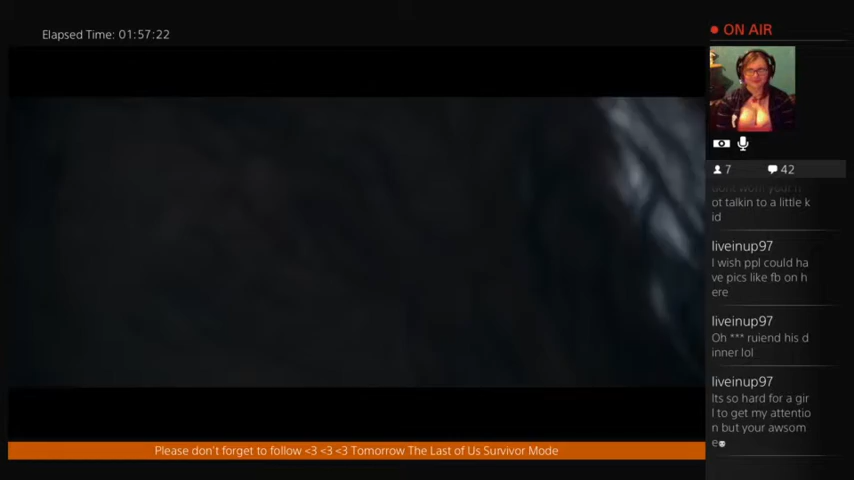 Elapsed Time: 01:57:22
ON AIR
7
42
ot talkin to a little k
id
liveinup97
I wish ppl could ha
ve pics like fb on h
ere
liveinup97
Oh *** ruiend his d
inner lol
liveinup97
Its so hard for a gir
l to get my attentio
n but your awsom
e
Please don't forget to follow <3 <3 <3 Tomorrow The Last of Us Survivor Mode